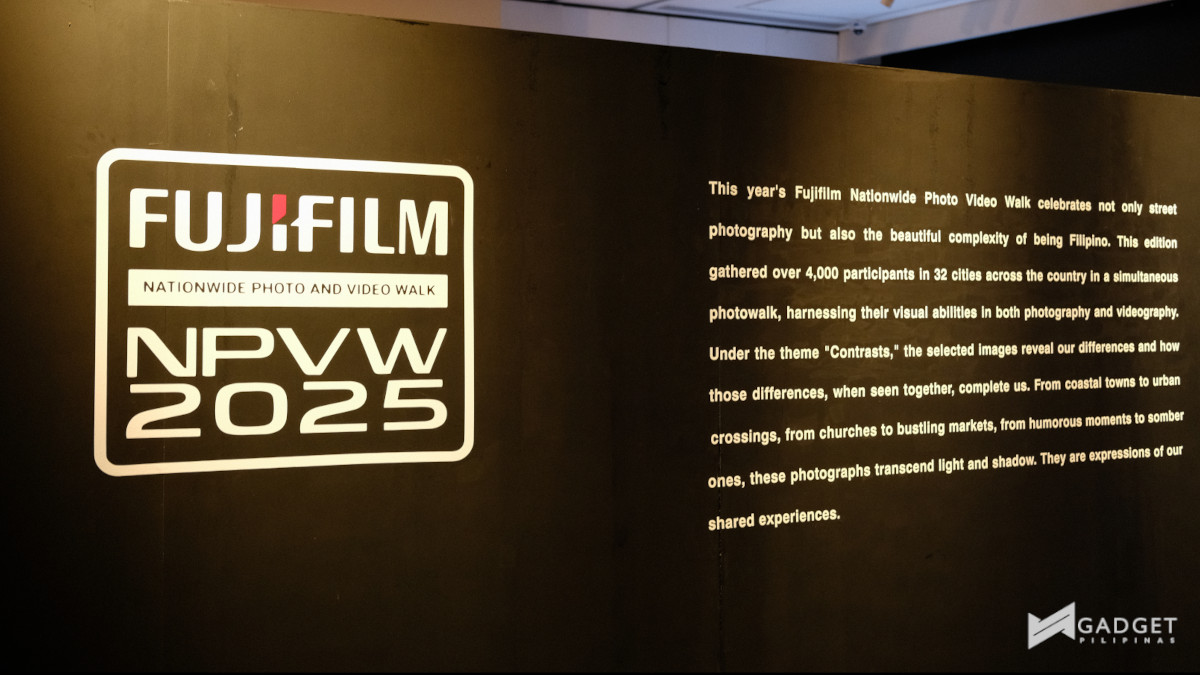 FUJIFILM
NATIONWIDE PHOTO AND VIDEO WALK
NPVW
2025
This year's Fujifilm Nationwide Photo Video Walk celebrates not only street
photography but also the beautiful complexity of being Filipino. This edition
gathered over 4,000 participants in 32 cities across the country in a simultaneous
photowalk, harnessing their visual abilities in both photography and videography.
Under the theme "Contrasts," the selected images reveal our differences and how
those differences, when seen together, complete us. From coastal towns to urban
crossings, from churches to bustling markets, from humorous moments to somber
ones, these photographs transcend light and shadow. They are expressions of our
shared experiences.
GADGET
PILIPINAS